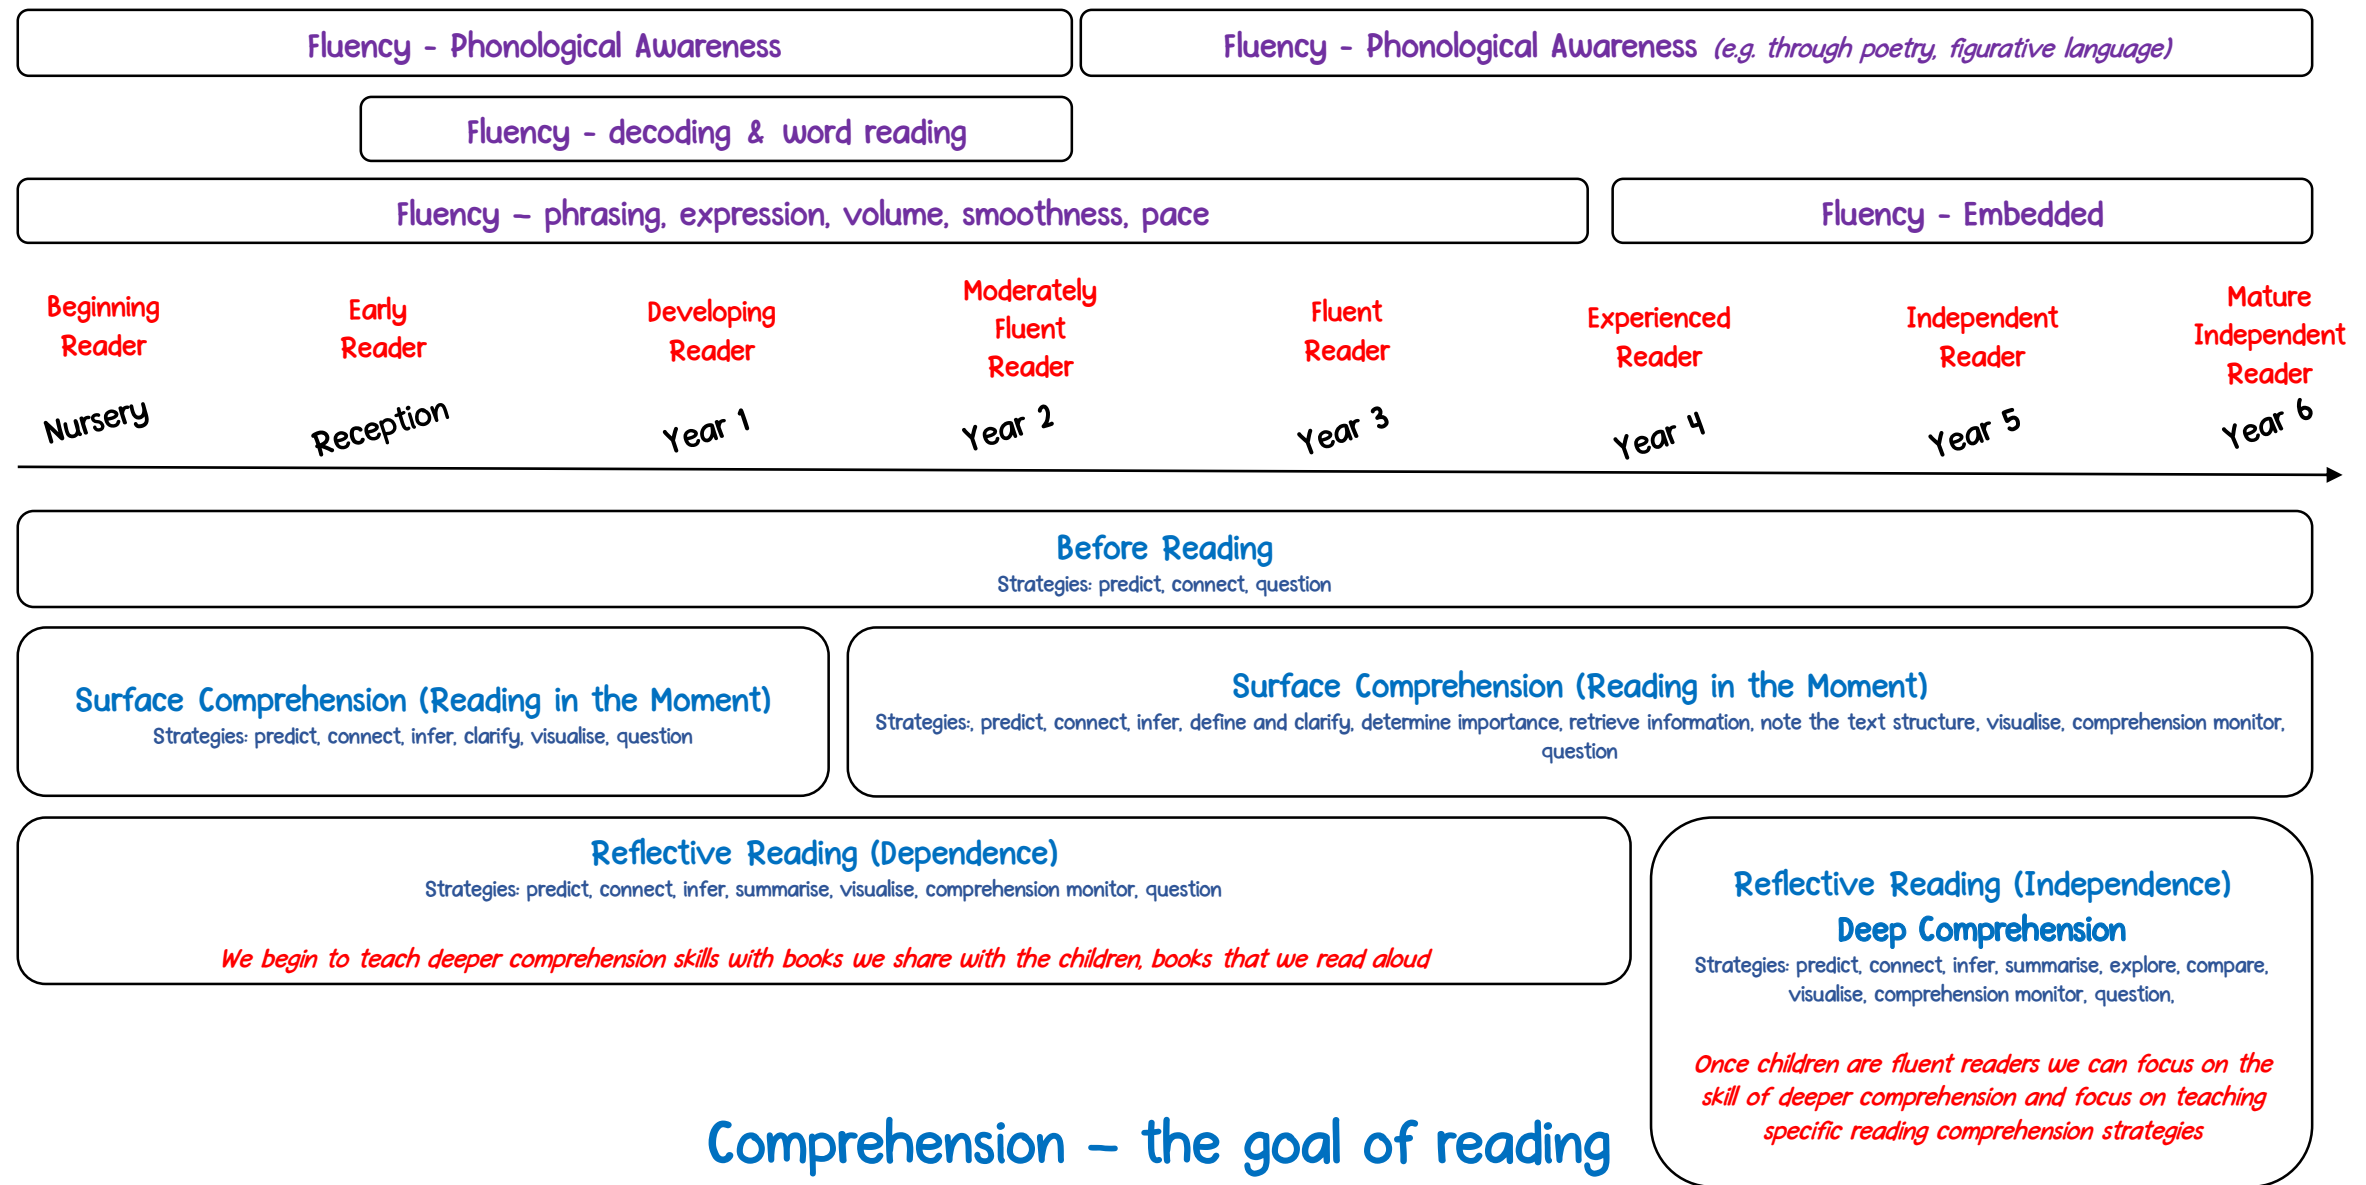 Fluency - Phonological Awareness
Fluency - Phonological Awareness (e.g. through poetry, figurative language)
Fluency - decoding & word reading
Fluency – phrasing, expression, volume, smoothness, pace
Fluency - Embedded
Beginning
Reader
Early
Reader
Developing
Reader
Moderately
Fluent
Reader
Fluent
Reader
Experienced
Reader
Independent
Reader
Mature
Independent
Reader
Nursery
Reception
Year 1
Year 2
Year 3
Year 4
Year 5
Year 6
Before Reading
Strategies: predict, connect, question
Surface Comprehension (Reading in the Moment)
Strategies: predict, connect, infer, clarify, visualise, question
Surface Comprehension (Reading in the Moment)
Strategies:, predict, connect, infer, define and clarify, determine importance, retrieve information, note the text structure, visualise, comprehension monitor,
question
Reflective Reading (Dependence)
Strategies: predict, connect, infer, summarise, visualise, comprehension monitor, question
We begin to teach deeper comprehension skills with books we share with the children, books that we read aloud
Reflective Reading (Independence)
Deep Comprehension
Strategies: predict, connect, infer, summarise, explore, compare,
visualise, comprehension monitor, question,
Once children are fluent readers we can focus on the
skill of deeper comprehension and focus on teaching
specific reading comprehension strategies
Comprehension – the goal of reading